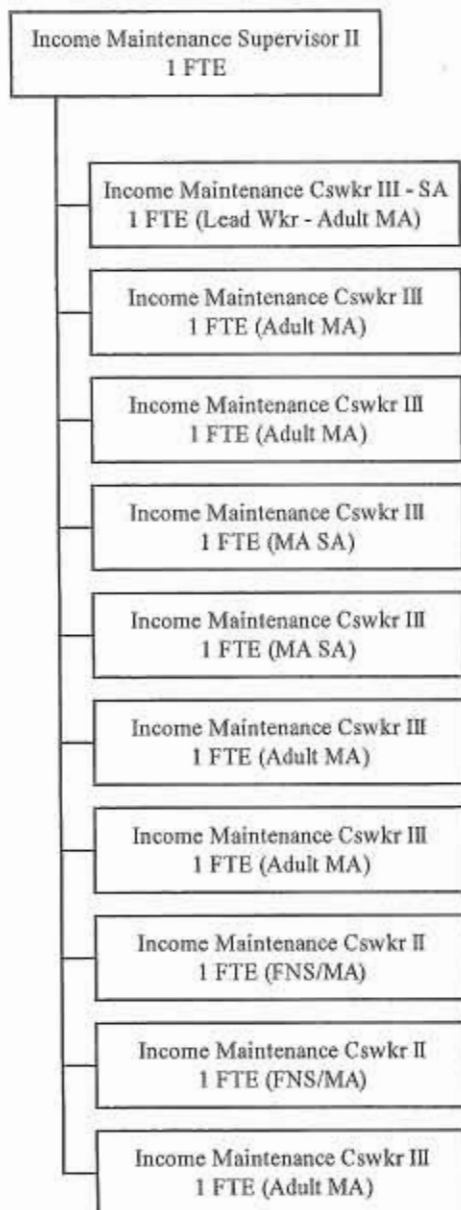 Income Maintenance Supervisor II
1 FTE
Income Maintenance Cswkr III - SA
1 FTE (Lead Wkr - Adult MA)
Income Maintenance Cswkr III
1 FTE (Adult MA)
Income Maintenance Cswkr III
1 FTE (Adult MA)
Income Maintenance Cswkr III
1 FTE (MA SA)
Income Maintenance Cswkr III
1 FTE (MA SA)
Income Maintenance Cswkr III
1 FTE (Adult MA)
Income Maintenance Cswkr III
1 FTE (Adult MA)
Income Maintenance Cswkr II
1 FTE (FNS/MA)
Income Maintenance Cswkr II
1 FTE (FNS/MA)
Income Maintenance Cswkr III
1 FTE (Adult MA)